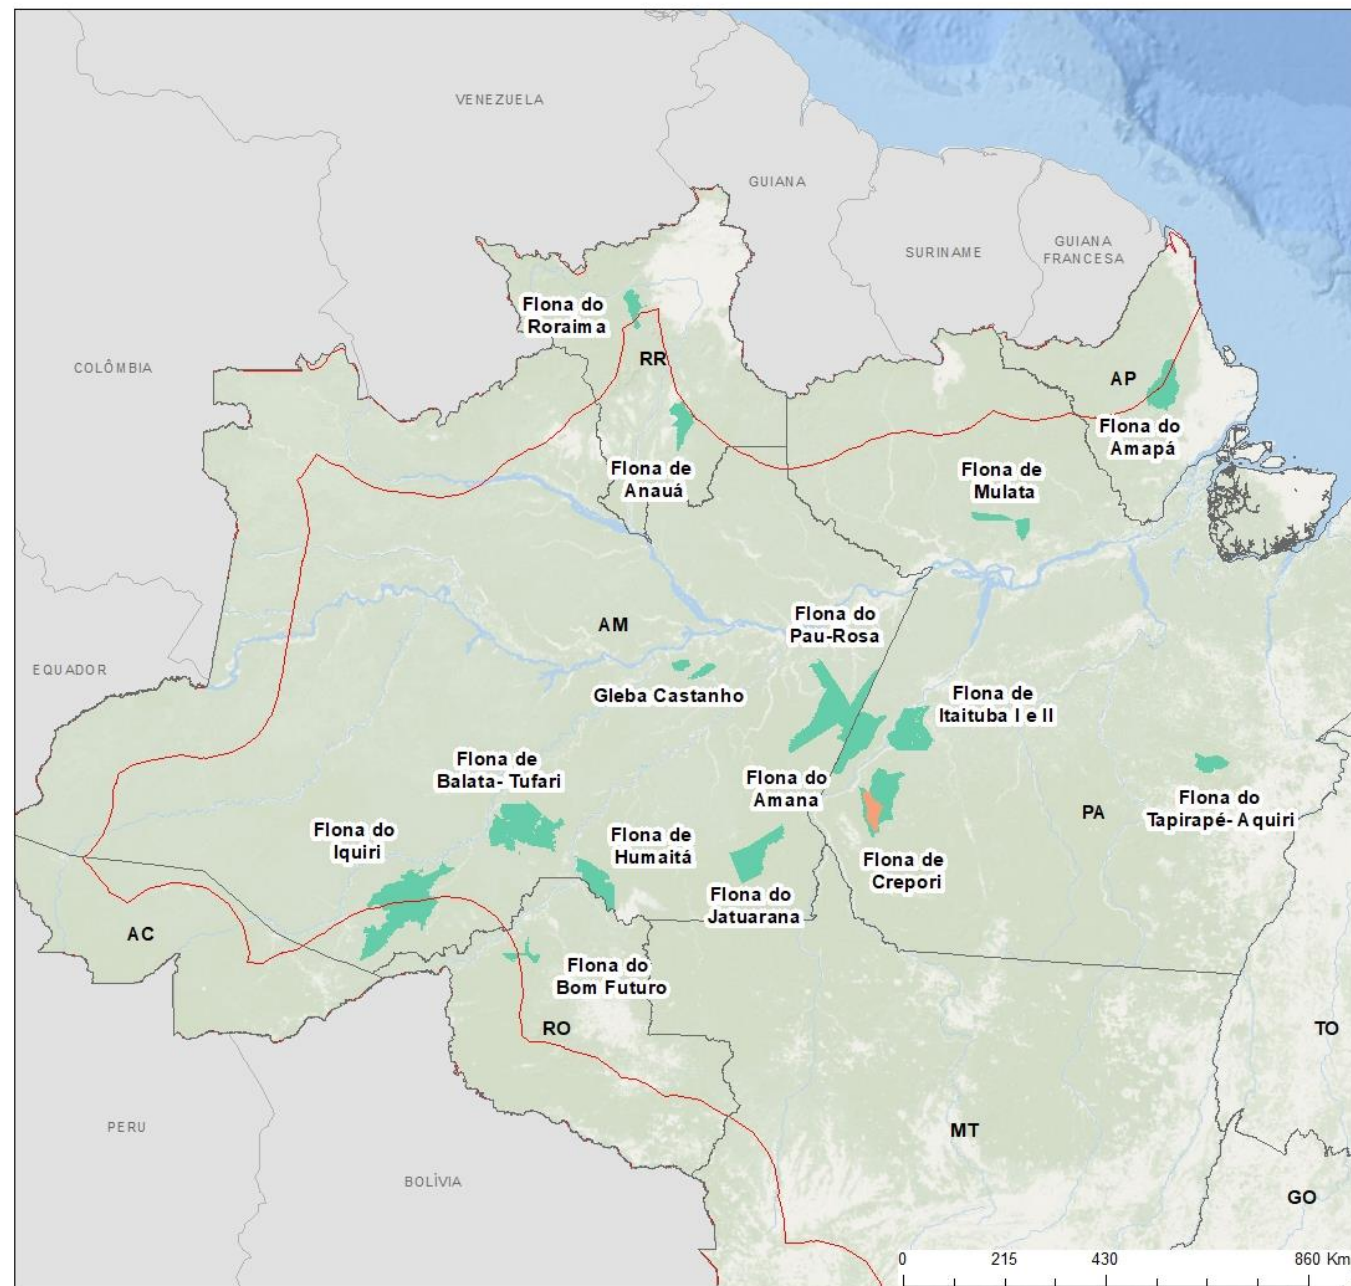 VENEZUELA
GUIANA
SURINAME
GUIANA
FRANCESA
COLÔMBIA
Flona do
Roraima
RR
AP
Flona do
Amapá
Flona de
Anauá
Flona de
Mulata
AM
Flona do
Pau-Rosa
EQUADOR
Gleba Castanho
Flona de
Itaituba I e II
Flona de
Balata- Tufari
Flona do
Amana
Flona do
Tapirapé- Aquiri
PA
Flona do
Iquiri
Flona de
Humaitá
Flona de
Crepori
Flona do
Jatuarana
AC
Flona do
Bom Futuro
RO
TO
PERU
MT
BOLÌVIA
GO
0 215 430 860 Km